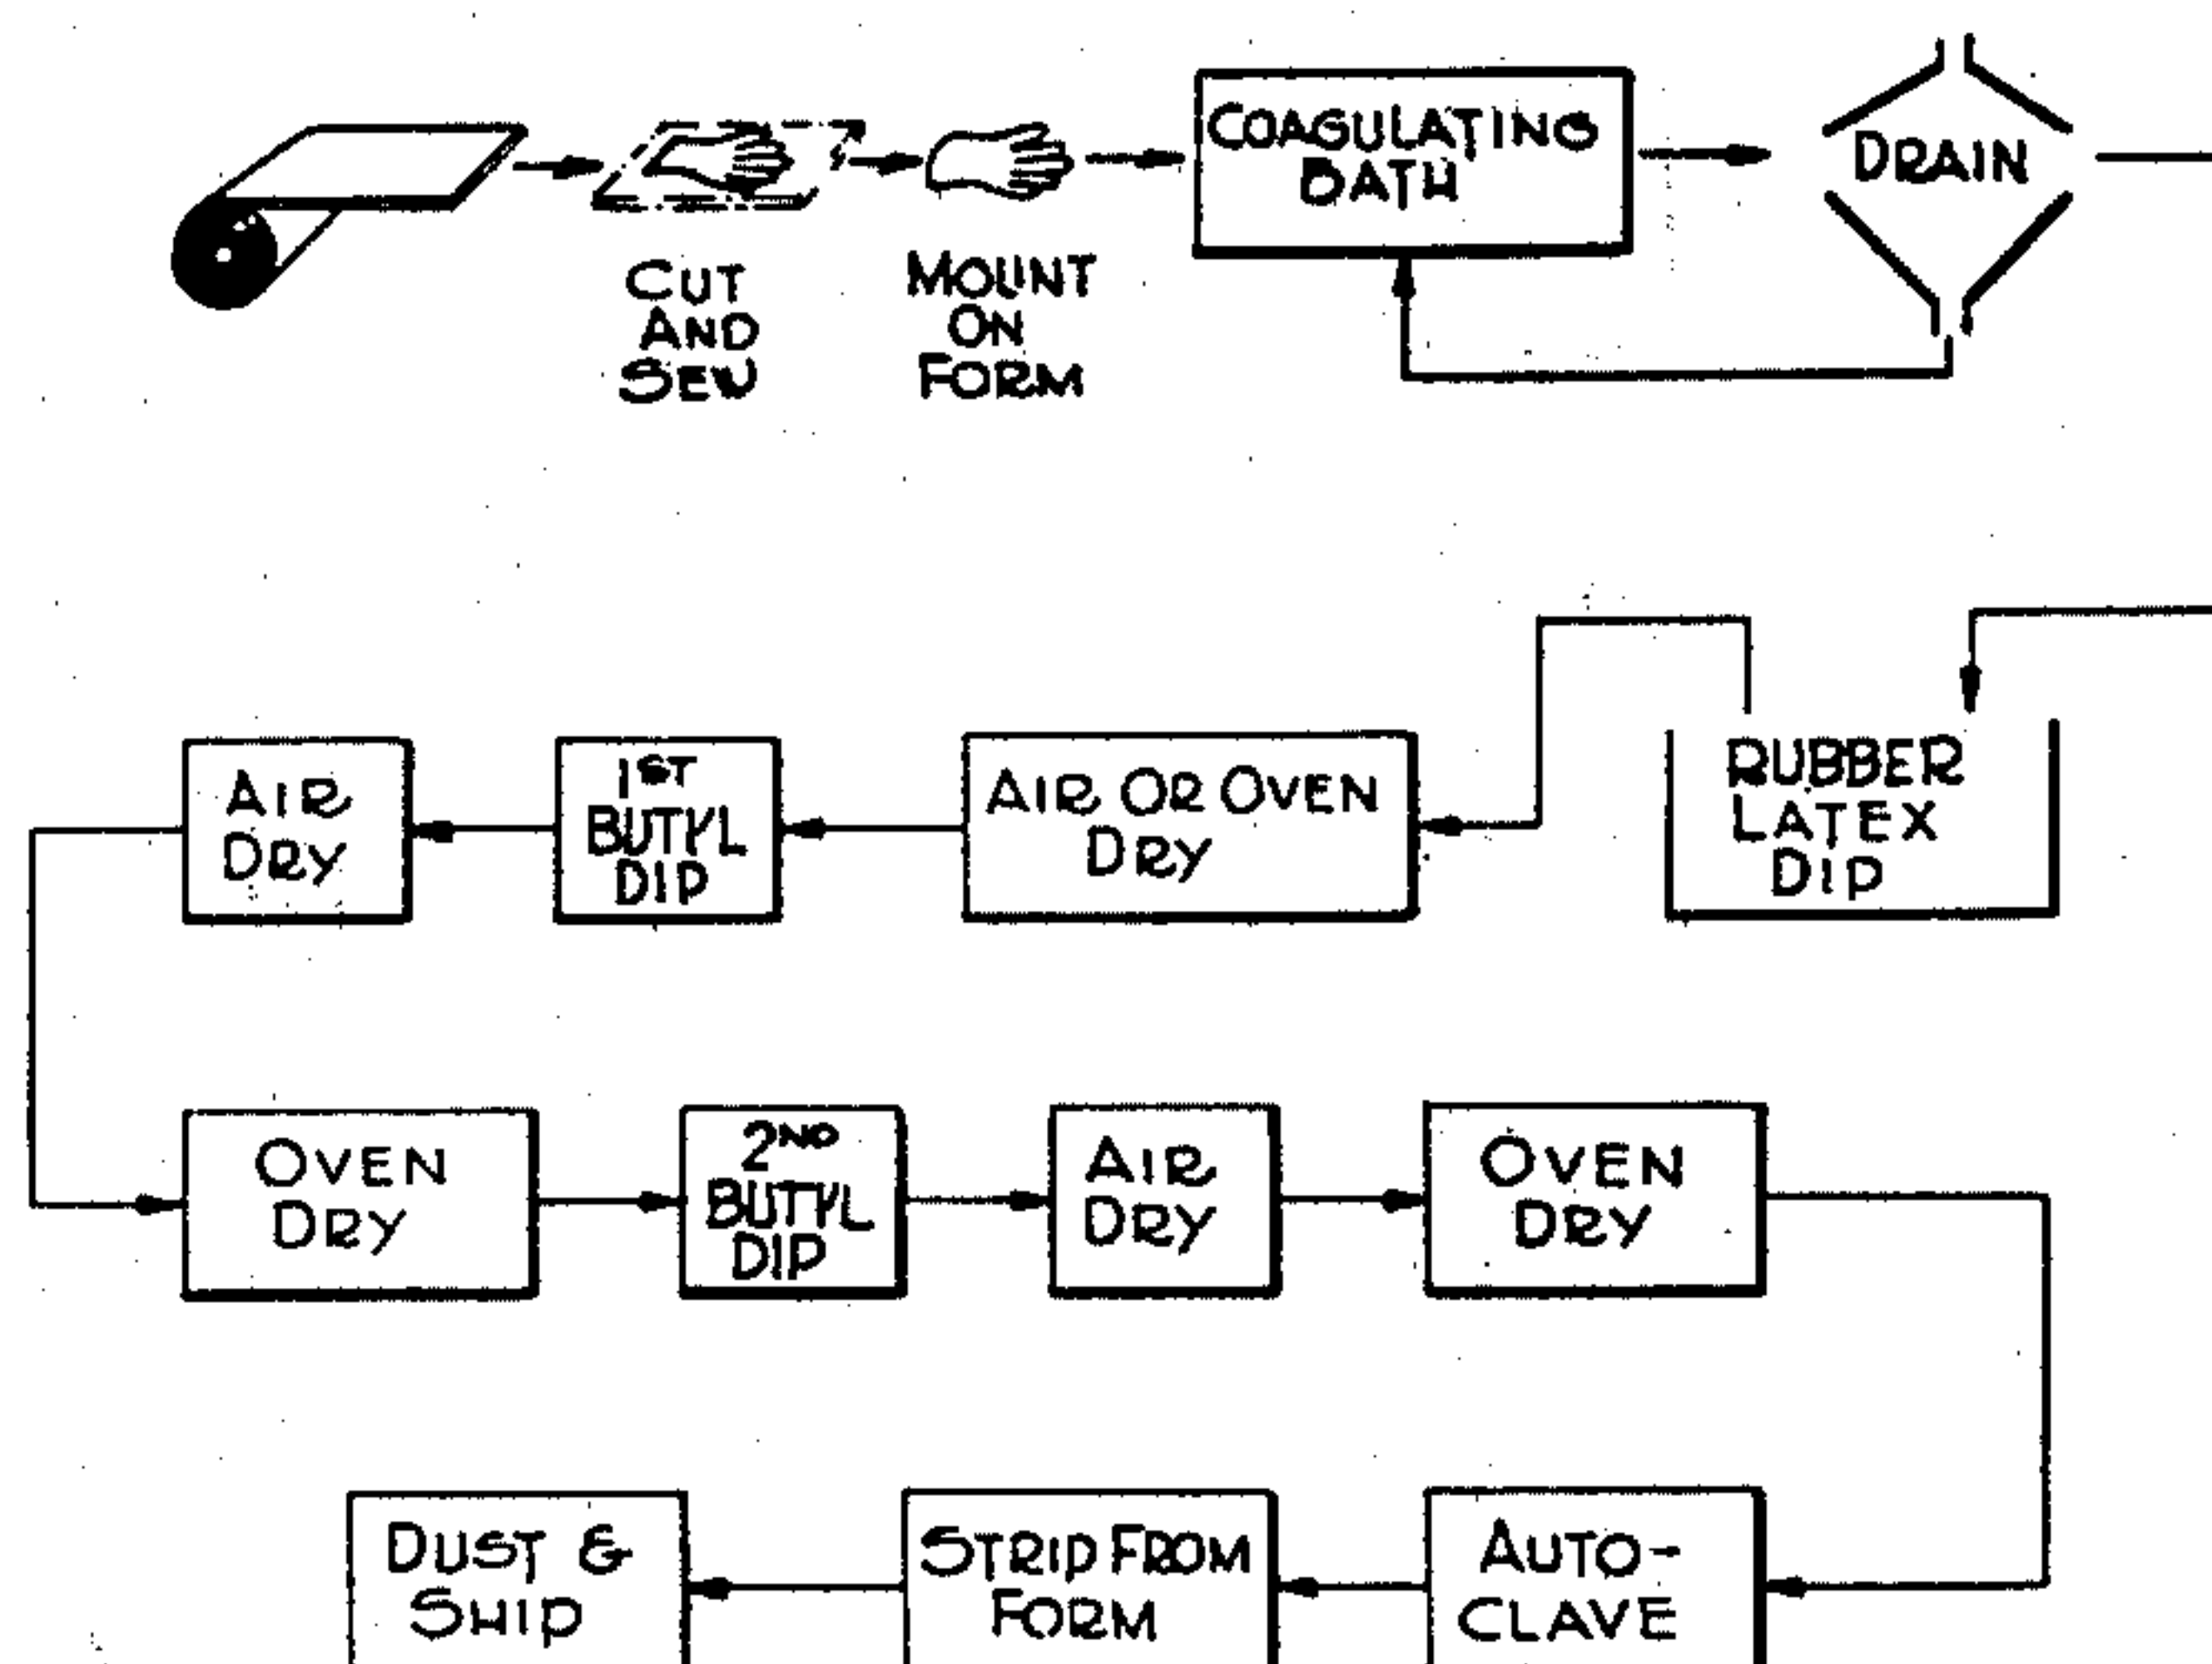 CUT
AND
SEW
MOUNT
ON
FORM
COAGULATING
BATH
DRAIN
RUBBER
LATEX
DIP
AIR OR OVEN
DRY
1ST
BUTYL
DIP
AIR
DRY
OVEN
DRY
2ND
BUTYL
DIP
AIR
DRY
OVEN
DRY
AUTO-
CLAVE
STRIP FROM
FORM
DUST &
SHIP